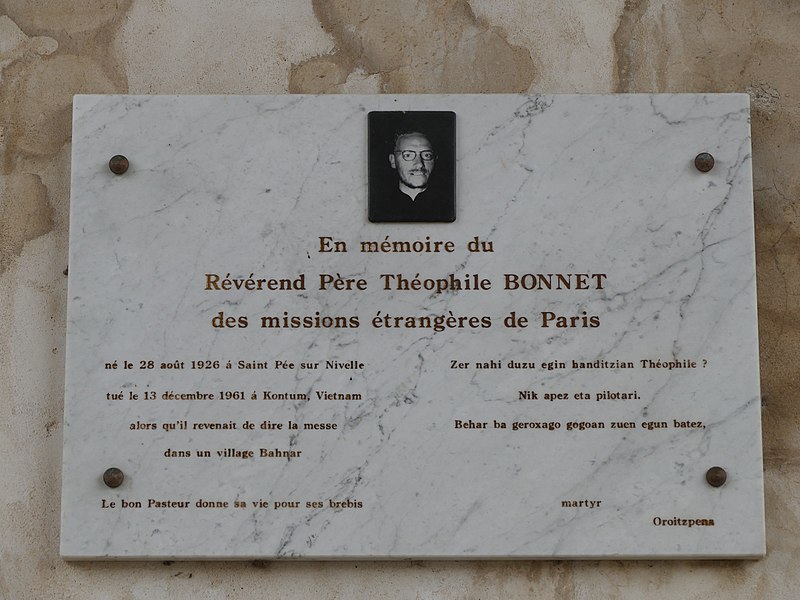 En mémoire du
Révérend Père Théophile BONNET
des missions étrangères de Paris
né le 28 août 1926 á Saint Pée sur Nivelle
tué le 13 décembre 1961 á Kontum, Vietnam
alors qu'il revenait de dire la messe
dans un village Bahnar
Le bon Pasteur donne sa vie pour ses brebis
Zer nahi duzu egin handitzian Théophile ?
Nik apez eta pilotari.
Behar ba geroxago gogoan zuen egun batez,
martyr
Oroitzpena